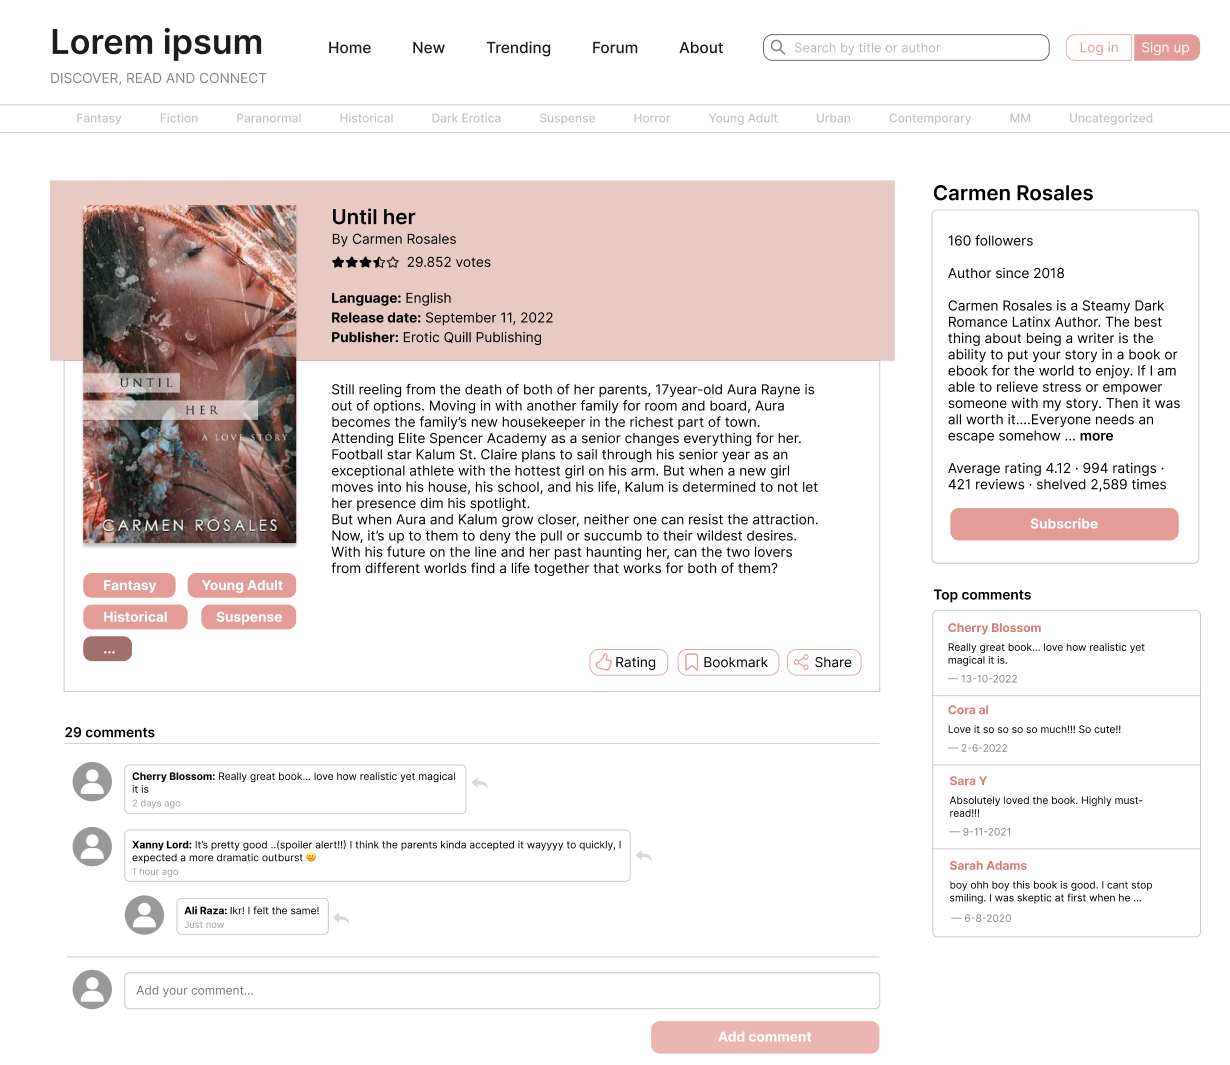 Lorem ipsum
DISCOVER, READ AND CONNECT
Home New Trending Forum About
Search by title or author
Log in Sign up
Fantasy Fiction Paranormal Historical Dark Erotica Suspense Horror Young Adult Urban Contemporary MM Uncategorized
UNTIL
HER
A LOVE STORY
CARMEN ROSALES
Until her
By Carmen Rosales
29.852 votes
Language: English
Release date: September 11, 2022
Publisher: Erotic Quill Publishing
Still reeling from the death of both of her parents, 17year-old Aura Rayne is
out of options. Moving in with another family for room and board, Aura
becomes the family's new housekeeper in the richest part of town.
Attending Elite Spencer Academy as a senior changes everything for her.
Football star Kalum St. Claire plans to sail through his senior year as an
exceptional athlete with the hottest girl on his arm. But when a new girl
moves into his house, his school, and his life, Kalum is determined to not let
her presence dim his spotlight.
But when Aura and Kalum grow closer, neither one can resist the attraction.
Now, it's up to them to deny the pull or succumb to their wildest desires.
With his future on the line and her past haunting her, can the two lovers
from different worlds find a life together that works for both of them?
Fantasy Young Adult
Historical Suspense
...
Rating Bookmark Share
29 comments
Cherry Blossom: Really great book... love how realistic yet magical
it is
2 days ago
Xanny Lord: It's pretty good ..(spoiler alert!!) I think the parents kinda accepted it wayyyy to quickly, I
expected a more dramatic outburst 😀
1 hour ago
Ali Raza: Ikr! I felt the same!
Just now
Add your comment...
Add comment
Carmen Rosales
160 followers
Author since 2018
Carmen Rosales is a Steamy Dark
Romance Latinx Author. The best
thing about being a writer is the
ability to put your story in a book or
ebook for the world to enjoy. If I am
able to relieve stress or empower
someone with my story. Then it was
all worth it....Everyone needs an
escape somehow ... more
Average rating 4.12 · 994 ratings ·
421 reviews · shelved 2,589 times
Subscribe
Top comments
Cherry Blossom
Really great book... love how realistic yet
magical it is.
— 13-10-2022
Cora al
Love it so so so so much!!! So cute!!
— 2-6-2022
Sara Y
Absolutely loved the book. Highly must-
read!!!
— 9-11-2021
Sarah Adams
boy ohh boy this book is good. I cant stop
smiling. I was skeptic at first when he ...
— 6-8-2020